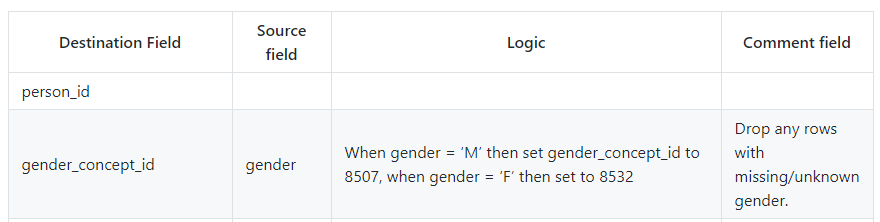 Destination Field
Source
field
Logic
Comment field
person_id
gender_concept_id
gender
When gender = ‘M’ then set gender_concept_id to
8507, when gender = ‘F’ then set to 8532
Drop any rows
with
missing/unknown
gender.